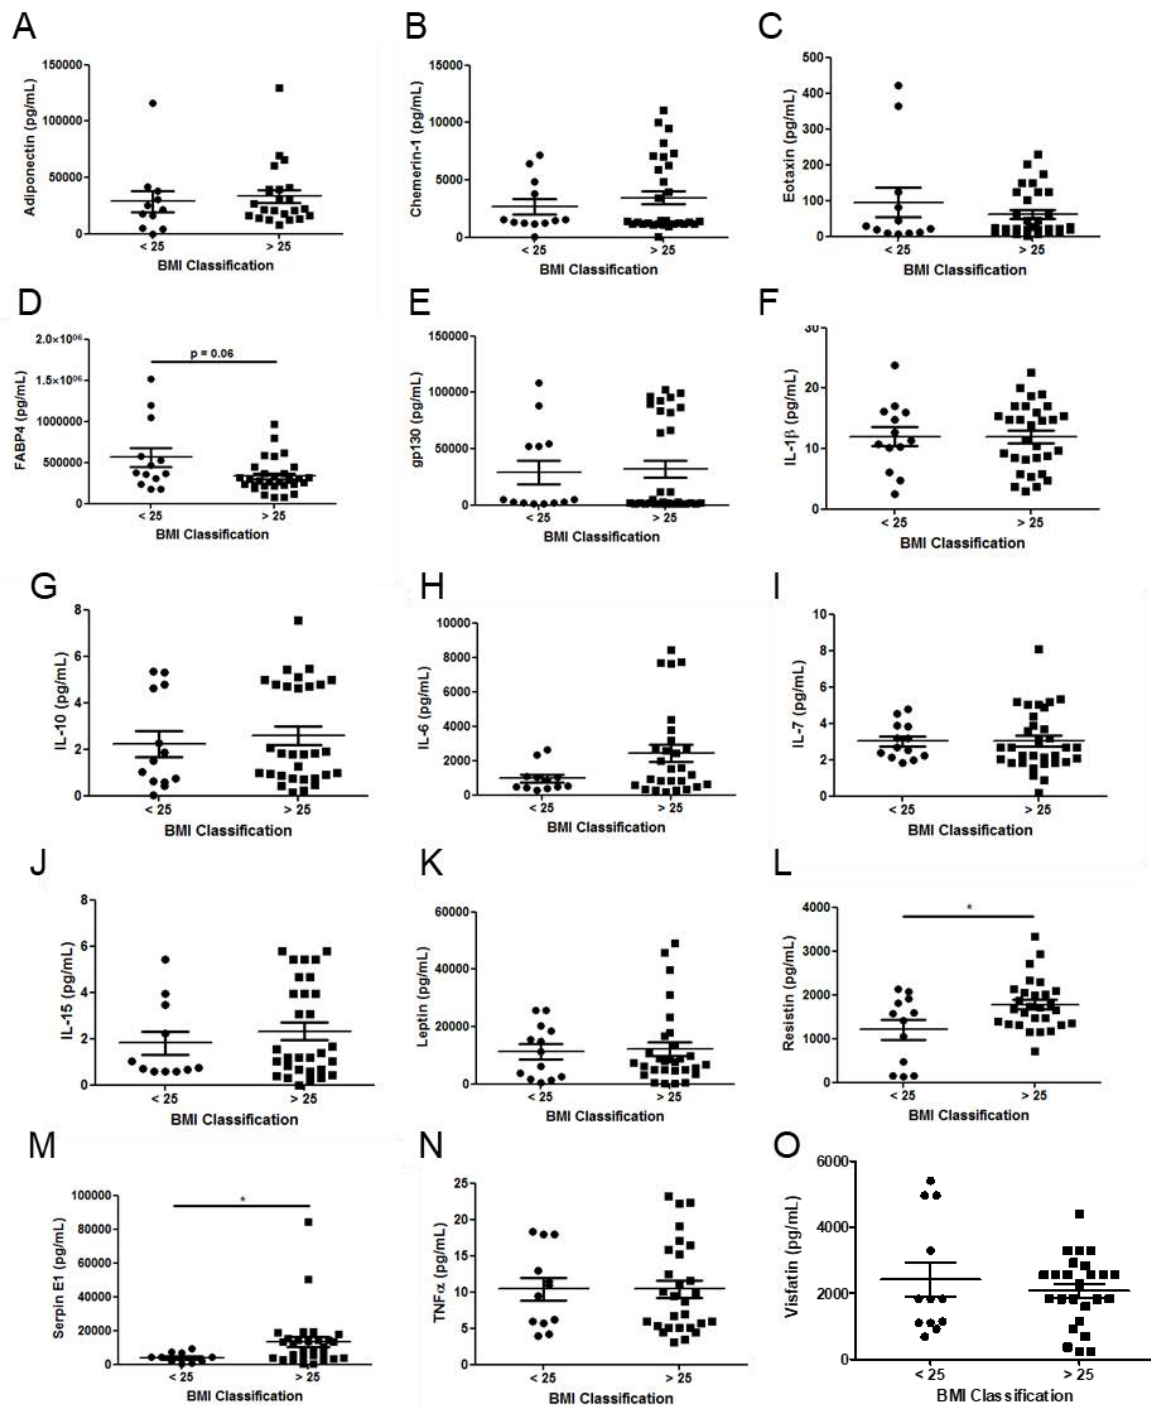 A
Adiponectin (pg/mL)
150000
100000
50000
0
< 25
> 25
BMI Classification
B
Chemerin-1 (pg/mL)
15000
10000
5000
0
< 25
> 25
BMI Classification
C
Eotaxin (pg/mL)
500
400
300
200
100
0
< 25
> 25
BMI Classification
D
FABP4 (pg/mL)
2.0×10⁰⁶
1.5×10⁰⁶
1000000
500000
0
p = 0.06
< 25
> 25
BMI Classification
E
gp130 (pg/mL)
150000
100000
50000
0
< 25
> 25
BMI Classification
F
IL-1β (pg/mL)
30
20
10
0
< 25
> 25
BMI Classification
G
IL-10 (pg/mL)
8
6
4
2
0
< 25
> 25
BMI Classification
H
IL-6 (pg/mL)
10000
8000
6000
4000
2000
0
< 25
> 25
BMI Classification
I
IL-7 (pg/mL)
10
8
6
4
2
0
< 25
> 25
BMI Classification
J
IL-15 (pg/mL)
8
6
4
2
0
< 25
> 25
BMI Classification
K
Leptin (pg/mL)
60000
40000
20000
0
< 25
> 25
BMI Classification
L
Resistin (pg/mL)
4000
3000
2000
1000
0
*
< 25
> 25
BMI Classification
M
Serpin E1 (pg/mL)
100000
80000
60000
40000
20000
0
*
< 25
> 25
BMI Classification
N
TNFα (pg/mL)
25
20
15
10
5
0
< 25
> 25
BMI Classification
O
Visfatin (pg/mL)
6000
4000
2000
0
< 25
> 25
BMI Classification